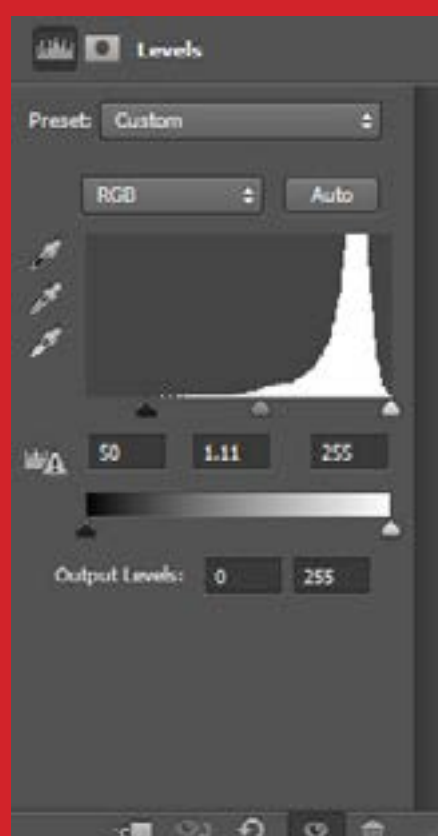 Levels
Preset: Custom
RGB Auto
50 1.11 255
Output Levels: 0 255